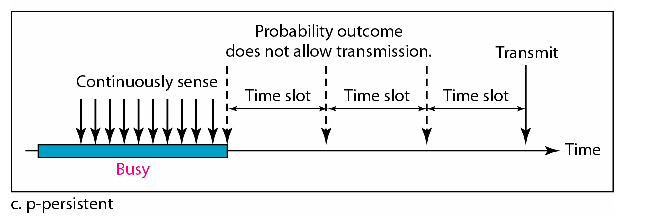 Probability outcome
does not allow transmission.
Transmit
Continuously sense
Time slot
Time slot
Time slot
Time
Busy
c. p-persistent